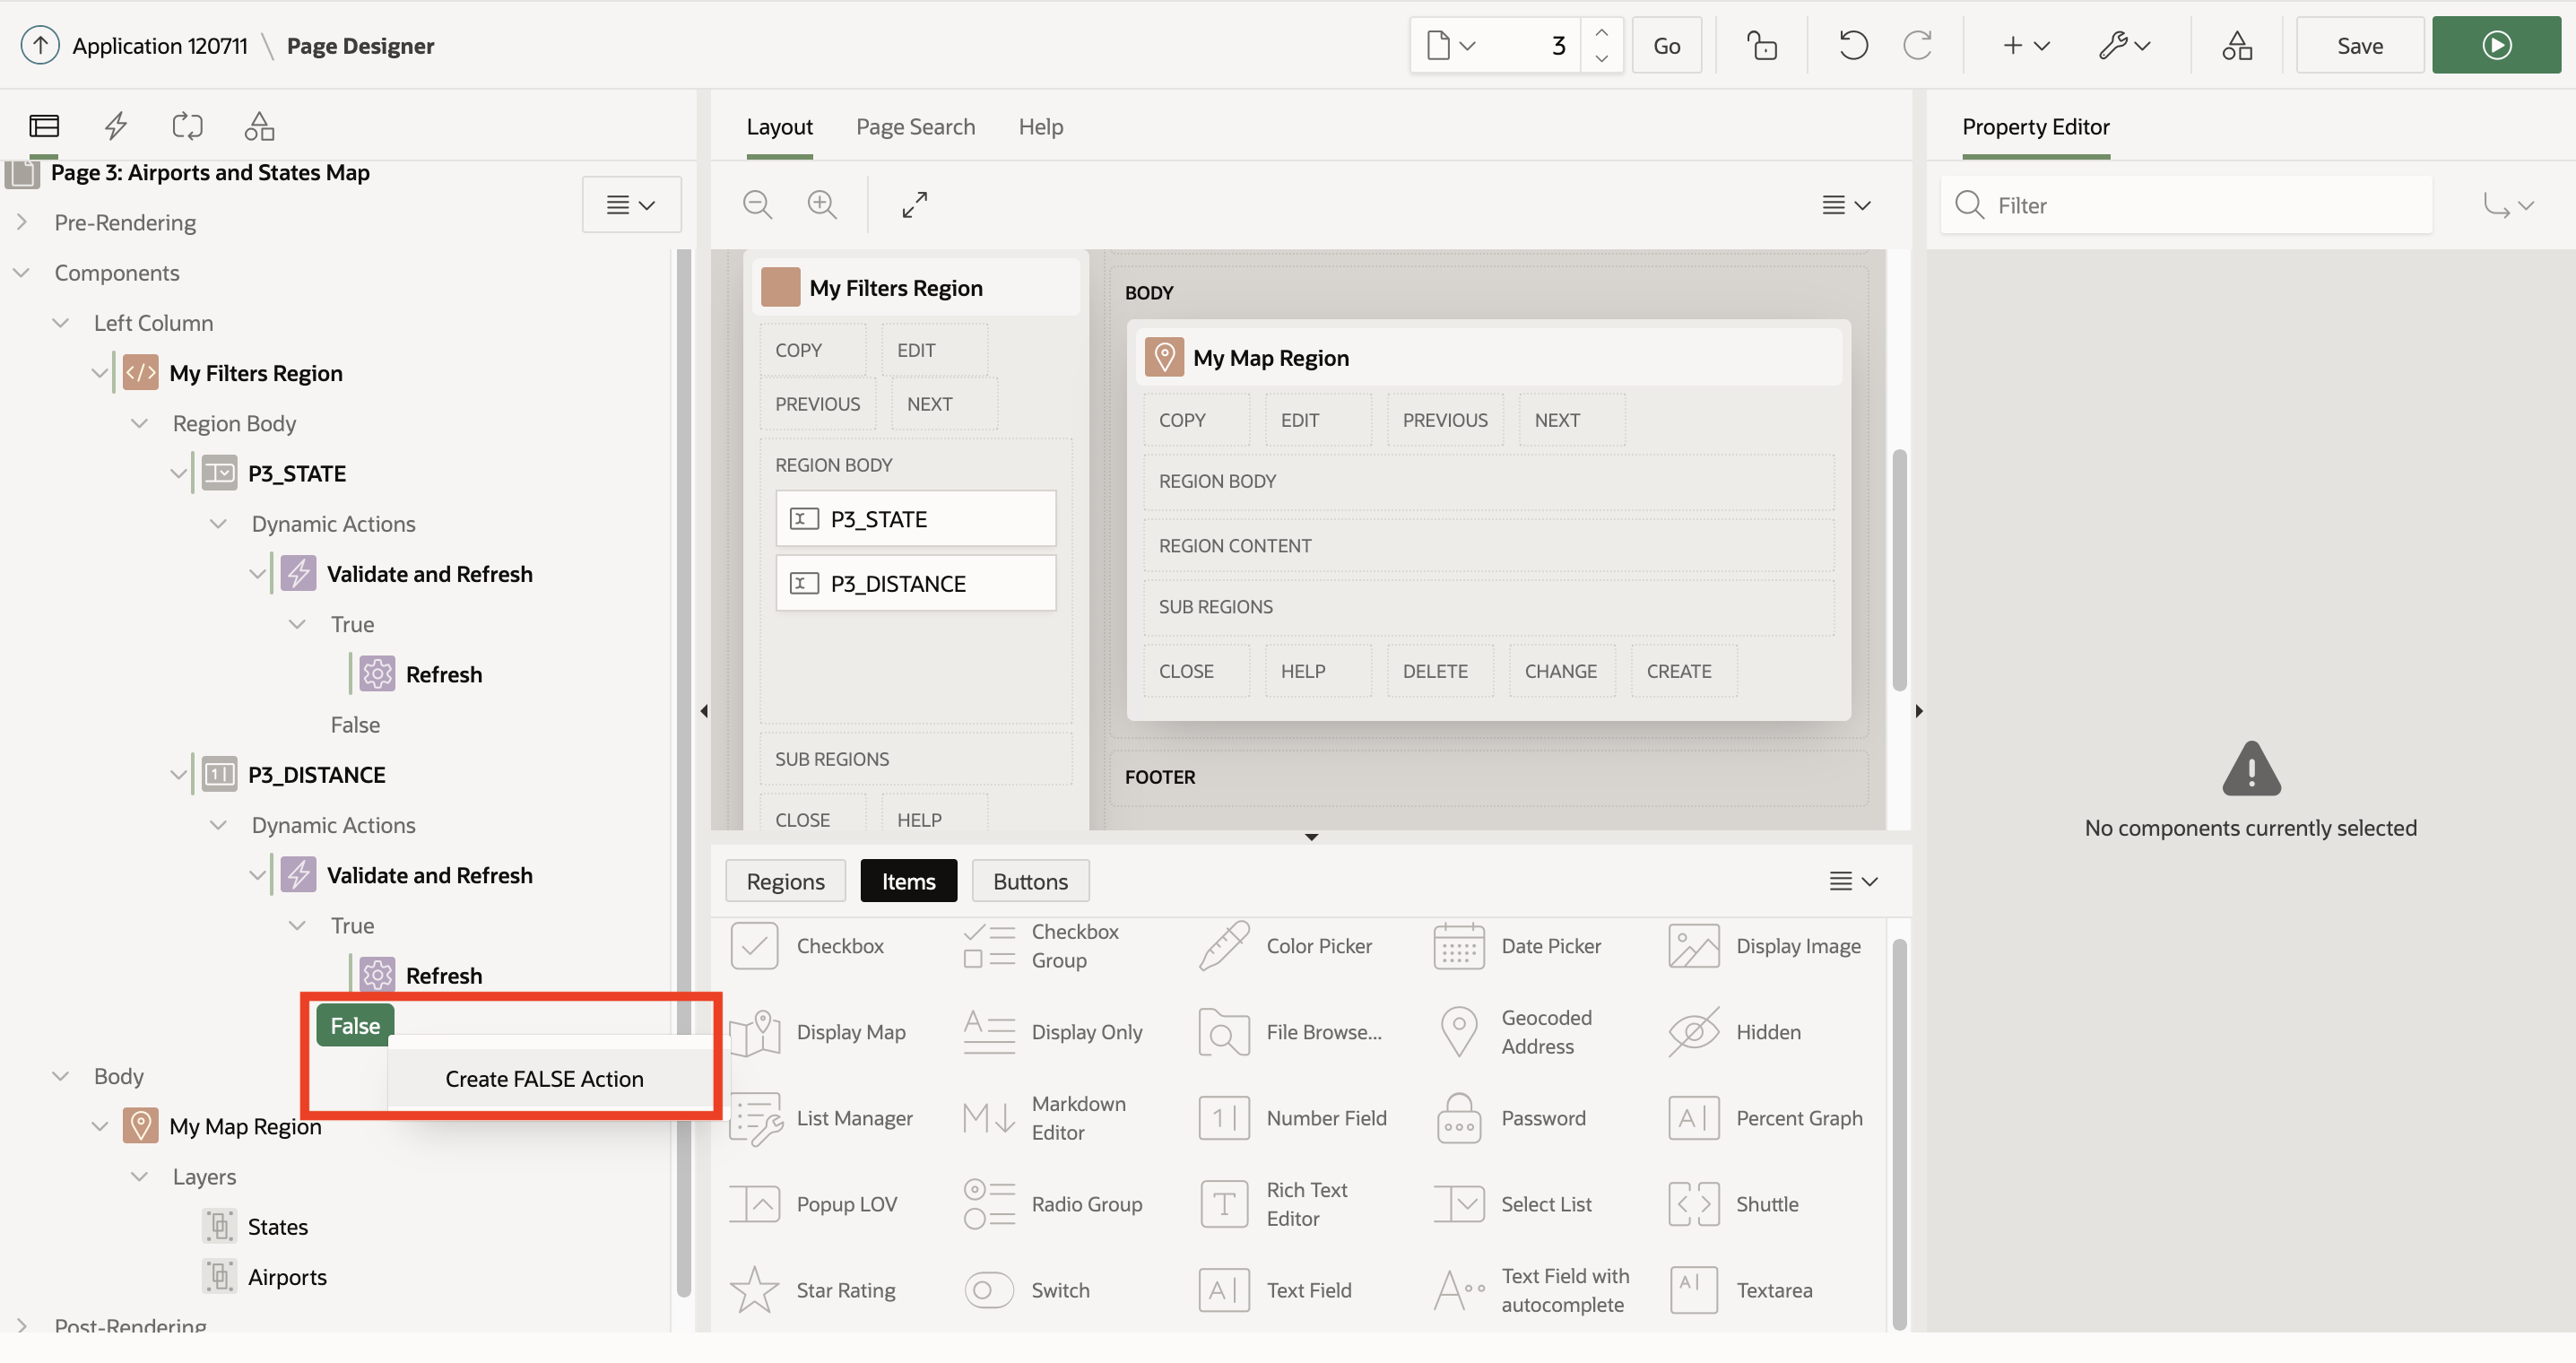 Application 120711 \ Page Designer
3
Go
Save
Page 3: Airports and States Map
Pre-Rendering
Components
Left Column
My Filters Region
Region Body
P3_STATE
Dynamic Actions
Validate and Refresh
True
Refresh
False
P3_DISTANCE
Dynamic Actions
Validate and Refresh
True
Refresh
False
Create FALSE Action
Body
My Map Region
Layers
States
Airports
Post-Rendering
Layout Page Search Help
My Filters Region
COPY EDIT
PREVIOUS NEXT
REGION BODY
P3_STATE
P3_DISTANCE
SUB REGIONS
CLOSE HELP
BODY
My Map Region
COPY EDIT PREVIOUS NEXT
REGION BODY
REGION CONTENT
SUB REGIONS
CLOSE HELP DELETE CHANGE CREATE
FOOTER
Regions Items Buttons
Checkbox
Checkbox
Group
Color Picker
Date Picker
Display Image
Display Map
Display Only
File Browse...
Geocoded
Address
Hidden
List Manager
Markdown
Editor
Number Field
Password
Percent Graph
Popup LOV
Radio Group
Rich Text
Editor
Select List
Shuttle
Star Rating
Switch
Text Field
Text Field with
autocomplete
Textarea
Property Editor
Filter
No components currently selected